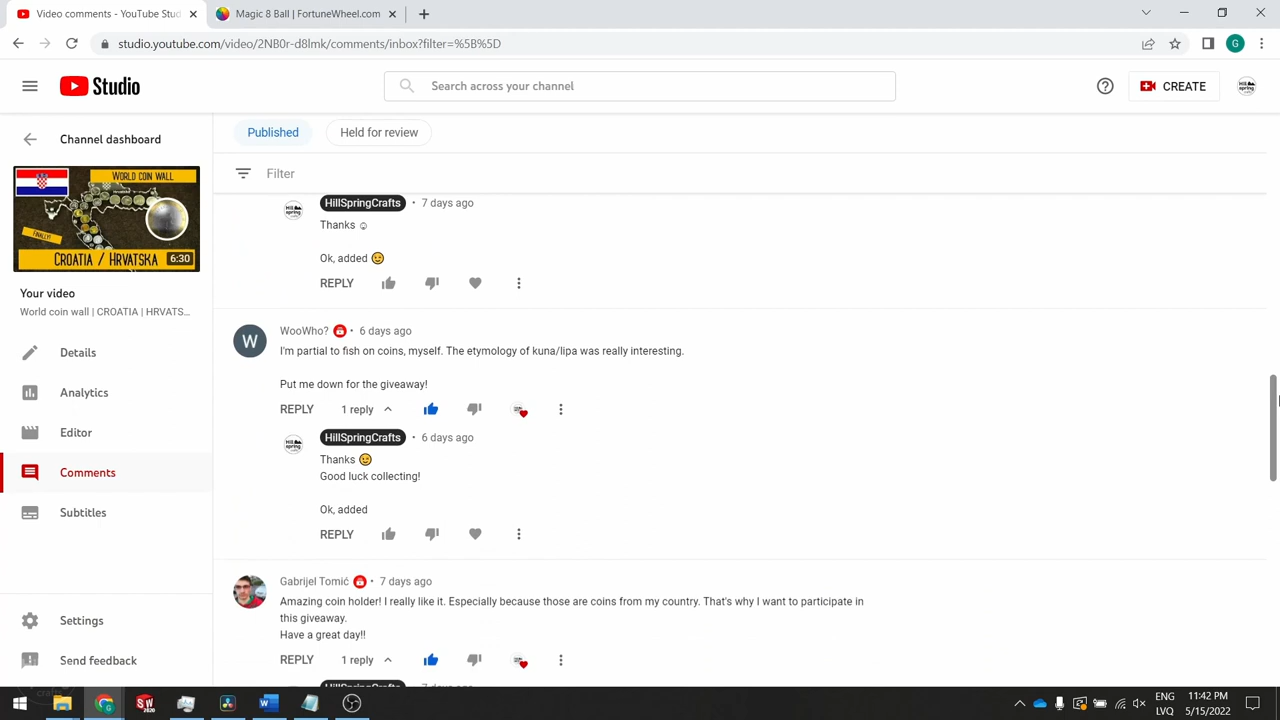 Video comments - YouTube Stu
Magic 8 Ball | FortuneWheel.com
studio.youtube.com/video/2NB0r-d8lmk/comments/inbox?filter=%5B%5D
G
Studio
Search across your channel
CREATE
Channel dashboard
Published
Held for review
Filter
WORLD COIN WALL
FINALLY!
CROATIA / HRVATSKA
6:30
Your video
World coin wall | CROATIA | HRVATS...
Details
Analytics
Editor
Comments
Subtitles
Settings
Send feedback
HillSpringCrafts • 7 days ago
Thanks ☺
Ok, added 😉
REPLY
W
WooWho? • 6 days ago
I'm partial to fish on coins, myself. The etymology of kuna/lipa was really interesting.
Put me down for the giveaway!
REPLY 1 reply
HillSpringCrafts • 6 days ago
Thanks 😉
Good luck collecting!
Ok, added
REPLY
Gabrijel Tomić • 7 days ago
Amazing coin holder! I really like it. Especially because those are coins from my country. That's why I want to participate in
this giveaway.
Have a great day!!
REPLY 1 reply
HillSpringCrafts • 7 days ago
ENG
LVQ
11:42 PM
5/15/2022